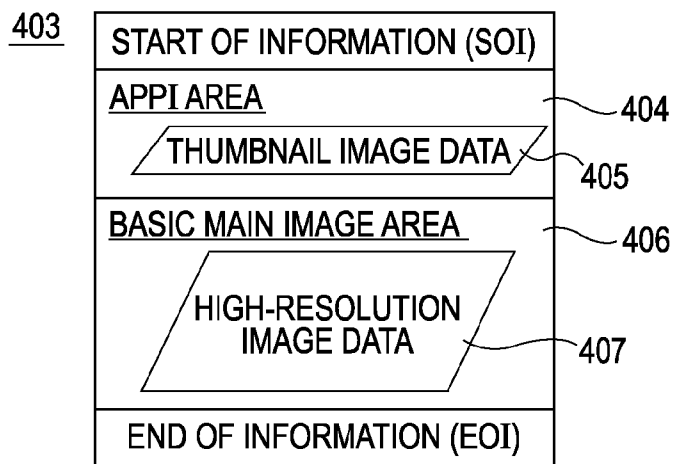 403
START OF INFORMATION (SOI)
APPI AREA
404
THUMBNAIL IMAGE DATA
405
BASIC MAIN IMAGE AREA
406
HIGH-RESOLUTION
IMAGE DATA
407
END OF INFORMATION (EOI)